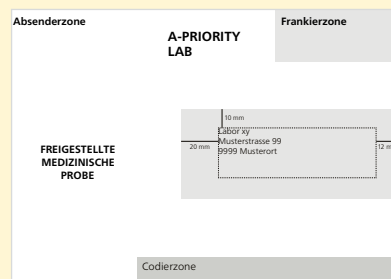 Absenderzone
A-PRIORITY
LAB
Frankierzone
10 mm
Labor xy
Musterstrasse 99
9999 Musterort
20 mm
12 m
FREIGESTELLTE
MEDIZINISCHE
PROBE
Codierzone